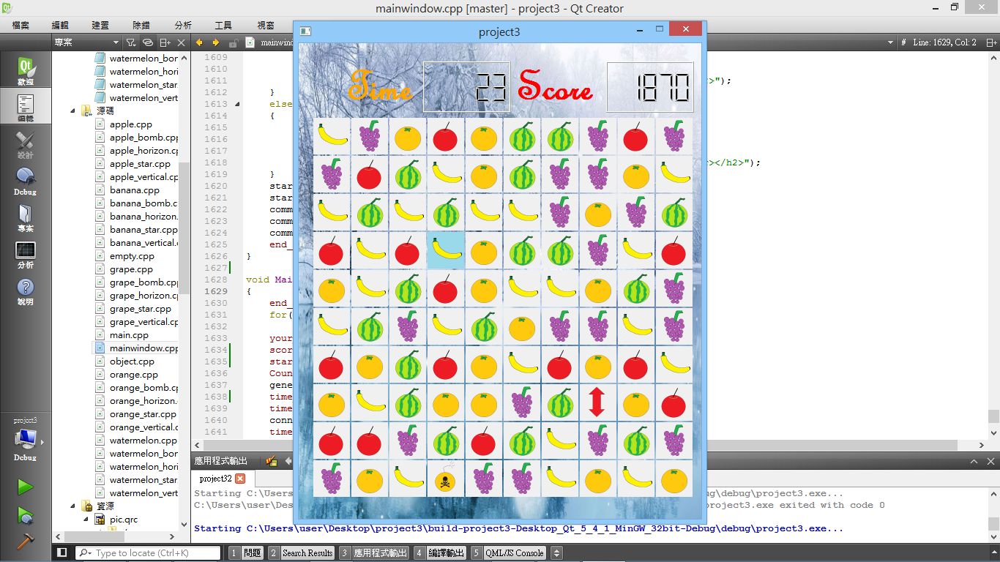 mainwindow.cpp [master] - project3 - Qt Creator
檔案 編輯 建置 除錯 分析 工具 視窗
專案
Line: 1629, Col: 2
project3
Time 23 Score 1870
歡迎
編輯
設計
Debug
專案
分析
說明
project3
Debug
watermelon_star
watermelon_vert
源碼
apple.cpp
apple_bomb.cpp
apple_horizon.c
apple_star.cpp
apple_vertical.cp
banana.cpp
banana_bomb.cp
banana_horizon.
banana_star.cpp
banana_vertical.c
empty.cpp
grape.cpp
grape_bomb.cpp
grape_horizon.cp
grape_star.cpp
grape_vertical.cp
main.cpp
mainwindow.cpp
object.cpp
orange.cpp
orange_bomb.cp
orange_horizon.c
orange_star.cpp
orange_vertical.c
watermelon.cpp
watermelon_bon
watermelon_hori
watermelon_star
watermelon_vert
資源
pic.qrc
1609
1610
1611 >");
1612 }
1613 else
1614 {
1615
1616
1617
1618 ></h2>");
1619 }
1620 star
1621 star
1622 comm
1623 comm
1624 comm
1625 end_
1626 }
1627
1628 void Mai
1629 {
1630 end_
1631 for(
1632
1633 your
1634 scor
1635 star
1636 Coun
1637 gene
1638 time
1639 time
1640 conn
1641 time
應用程式輸出
project32
Starting C:\Users
C:\Users\user\Des
project3.exe exited with code 0
Starting C:\Users\user\Desktop\project3\build-project3-Desktop_Qt_5_4_1_MinGW_32bit-Debug\debug\project3.exe...
Type to locate (Ctrl+K) 1 問題 2 Search Results 3 應用程式輸出 4 編譯輸出 5 QML/JS Console